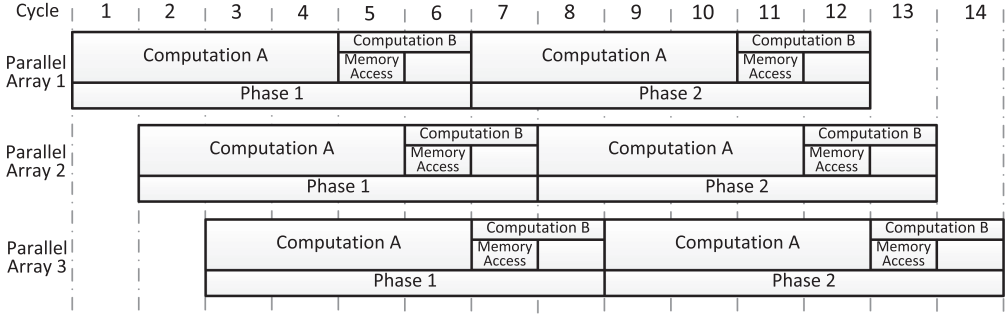 Cycle 1 2 3 4 5 6 7 8 9 10 11 12 13 14
Parallel Array 1
Computation A
Computation B
Memory Access
Computation A
Computation B
Memory Access
Phase 1
Phase 2
Parallel Array 2
Computation A
Computation B
Memory Access
Computation A
Computation B
Memory Access
Phase 1
Phase 2
Parallel Array 3
Computation A
Computation B
Memory Access
Computation A
Computation B
Memory Access
Phase 1
Phase 2